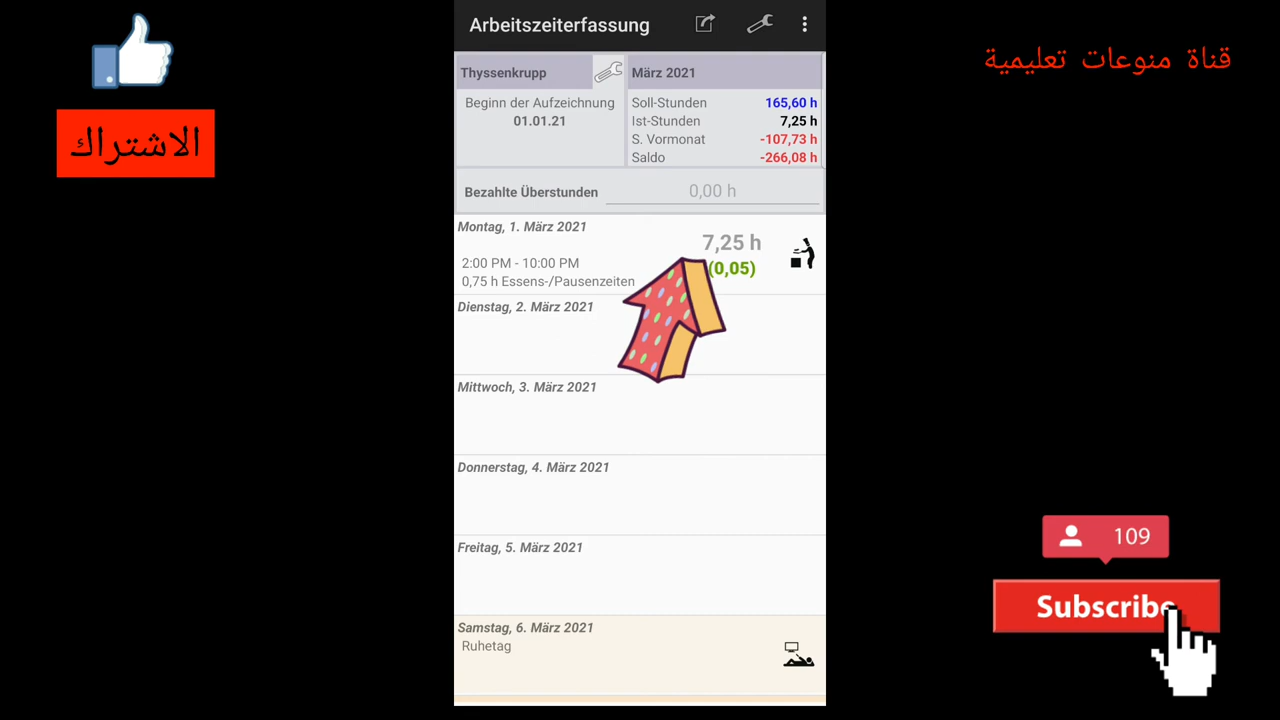 الاشتراك
Arbeitszeiterfassung
Thyssenkrupp
Beginn der Aufzeichnung
01.01.21
März 2021
Soll-Stunden 165,60 h
Ist-Stunden 7,25 h
S. Vormonat -107,73 h
Saldo -266,08 h
Bezahlte Überstunden 0,00 h
Montag, 1. März 2021
7,25 h
(0,05)
2:00 PM - 10:00 PM
0,75 h Essens-/Pausenzeiten
Dienstag, 2. März 2021
Mittwoch, 3. März 2021
Donnerstag, 4. März 2021
Freitag, 5. März 2021
Samstag, 6. März 2021
Ruhetag
قناة منوعات تعليمية
109
Subscribe